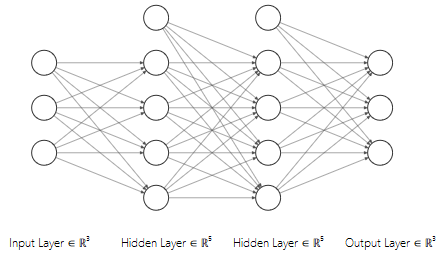 Input Layer ∈ ℝ³ Hidden Layer ∈ ℝ⁵ Hidden Layer ∈ ℝ⁵ Output Layer ∈ ℝ³